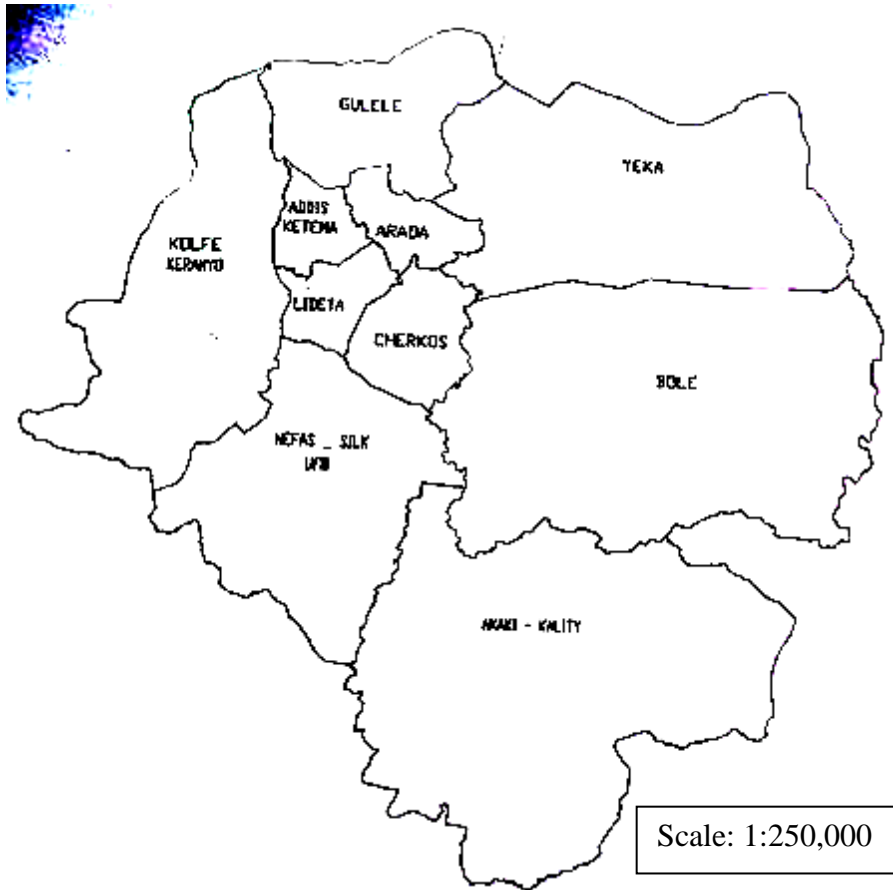 GULELE
YEKA
ADDIS
KETEMA
ARADA
KOLFE
KERANYO
LIDETA
CHERKOS
BOLE
NEFAS _ SILK
AKAKI - KALITY
Scale: 1:250,000